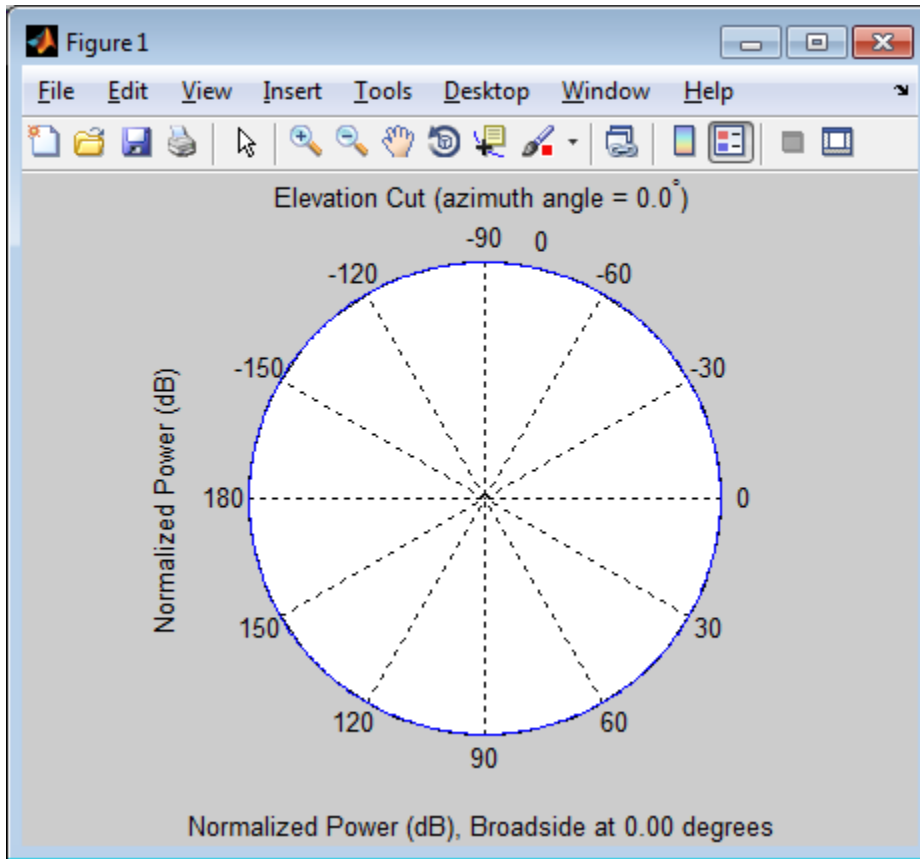 Figure 1
File Edit View Insert Tools Desktop Window Help
Elevation Cut (azimuth angle = 0.0°)
-90 0
-120 -60
-150 -30
Normalized Power (dB)
180 0
150 30
120 60
90
Normalized Power (dB), Broadside at 0.00 degrees